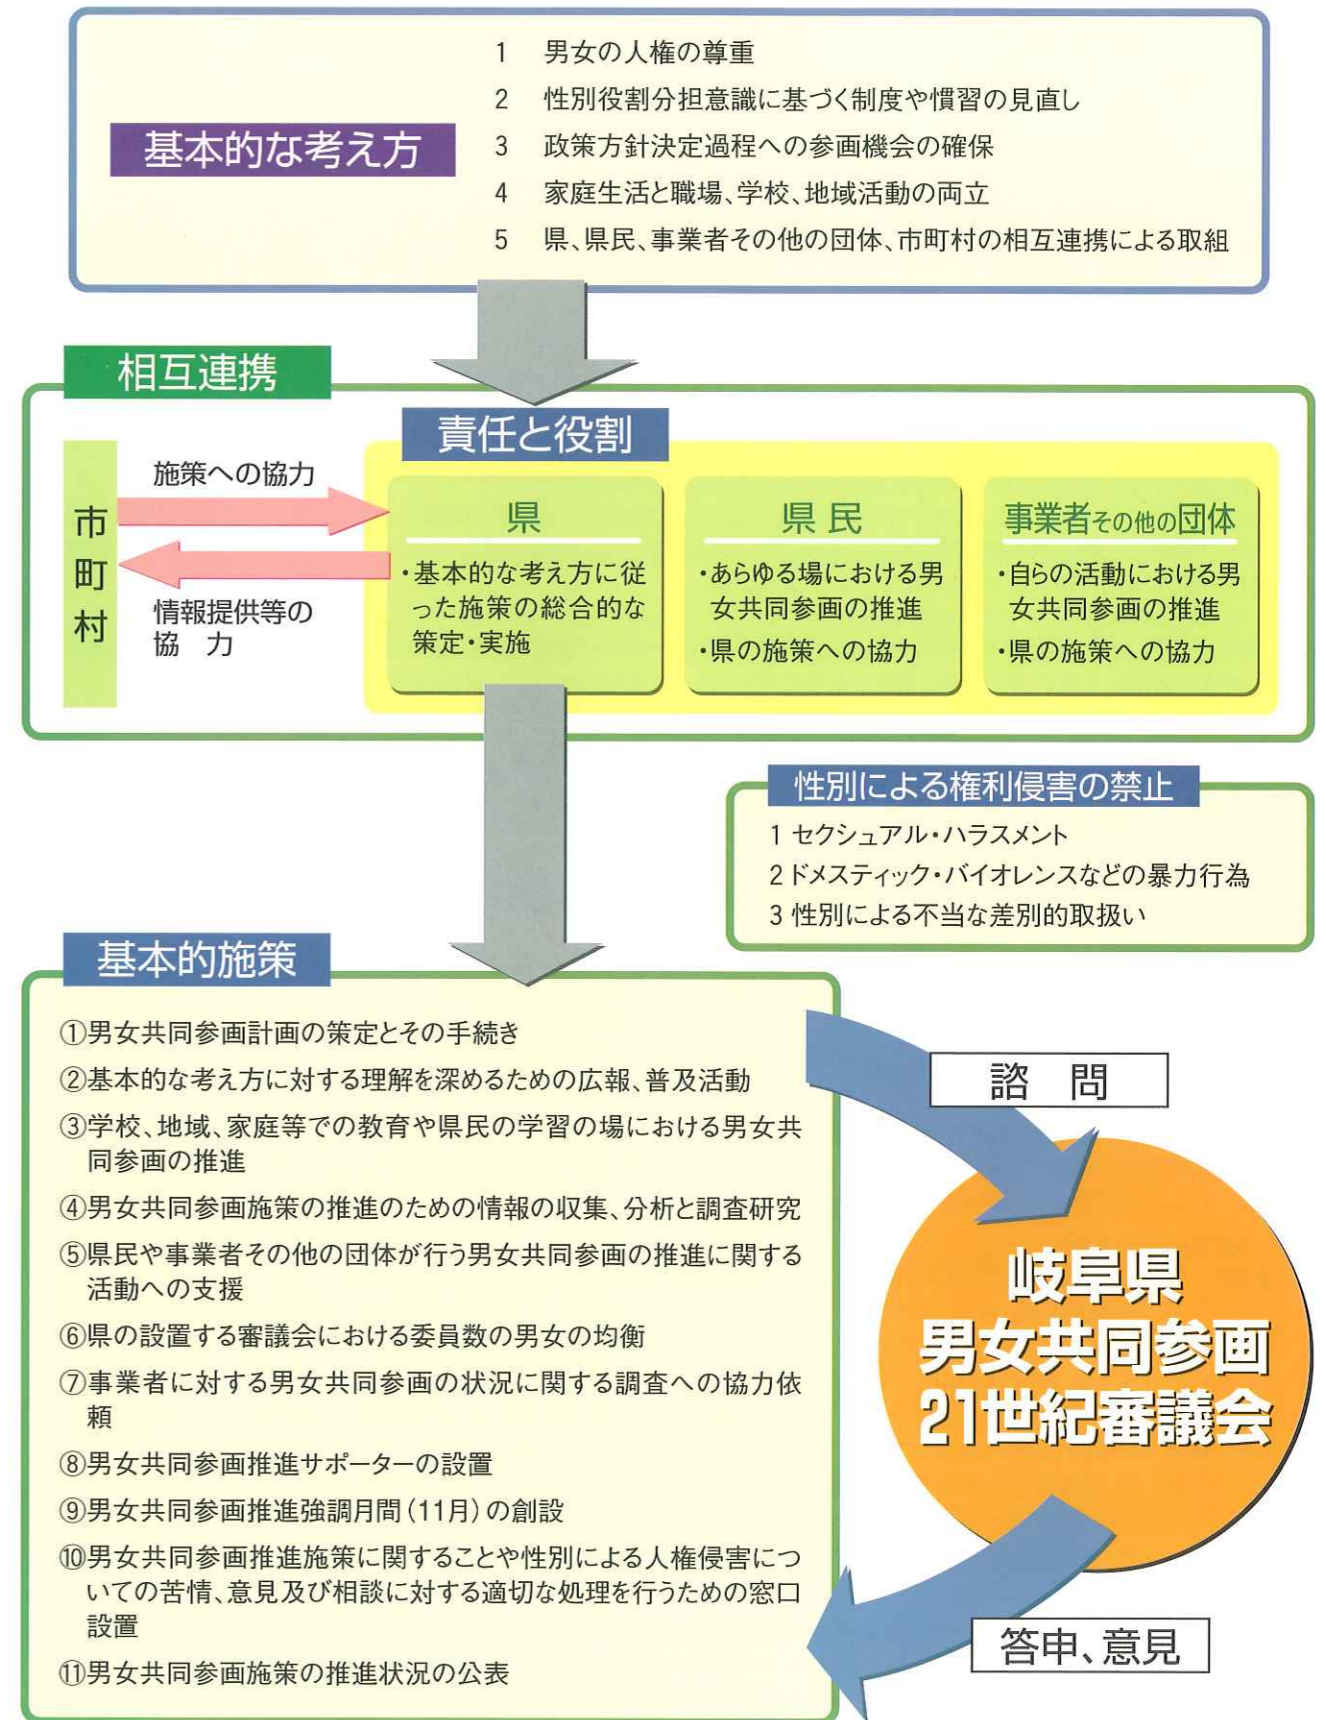 基本的な考え方
1 男女の人権の尊重
2 性別役割分担意識に基づく制度や慣習の見直し
3 政策方針決定過程への参画機会の確保
4 家庭生活と職場、学校、地域活動の両立
5 県、県民、事業者その他の団体、市町村の相互連携による取組
相互連携
市町村
施策への協力
情報提供等の
協 力
責任と役割
県
・基本的な考え方に従
った施策の総合的な
策定・実施
県 民
・あらゆる場における男
女共同参画の推進
・県の施策への協力
事業者その他の団体
・自らの活動における男
女共同参画の推進
・県の施策への協力
性別による権利侵害の禁止
1 セクシュアル・ハラスメント
2 ドメスティック・バイオレンスなどの暴力行為
3 性別による不当な差別的取扱い
基本的施策
①男女共同参画計画の策定とその手続き
②基本的な考え方に対する理解を深めるための広報、普及活動
③学校、地域、家庭等での教育や県民の学習の場における男女共
同参画の推進
④男女共同参画施策の推進のための情報の収集、分析と調査研究
⑤県民や事業者その他の団体が行う男女共同参画の推進に関する
活動への支援
⑥県の設置する審議会における委員数の男女の均衡
⑦事業者に対する男女共同参画の状況に関する調査への協力依
頼
⑧男女共同参画推進サポーターの設置
⑨男女共同参画推進強調月間(11月)の創設
⑩男女共同参画推進施策に関することや性別による人権侵害につ
いての苦情、意見及び相談に対する適切な処理を行うための窓口
設置
⑪男女共同参画施策の推進状況の公表
諮 問
岐阜県
男女共同参画
21世紀審議会
答申、意見